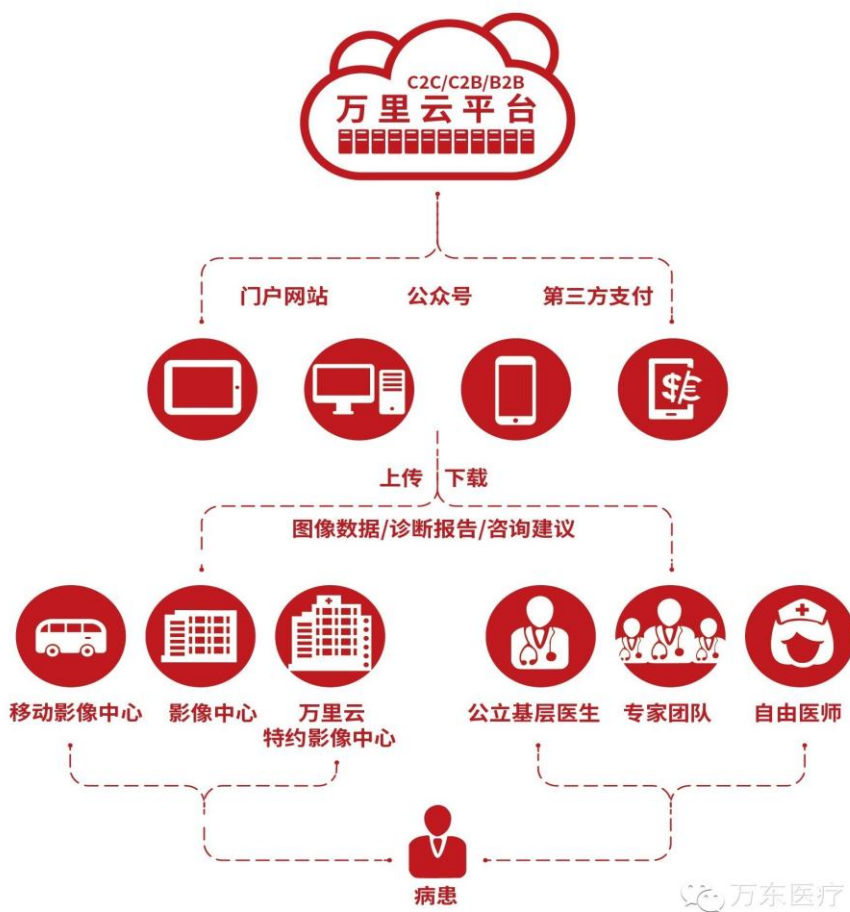 C2C/C2B/B2B
万里云平台
门户网站 公众号 第三方支付
$/€
上传 下载
图像数据/诊断报告/咨询建议
移动影像中心 影像中心 万里云 公立基层医生 专家团队 自由医师
特约影像中心
病患
万东医疗